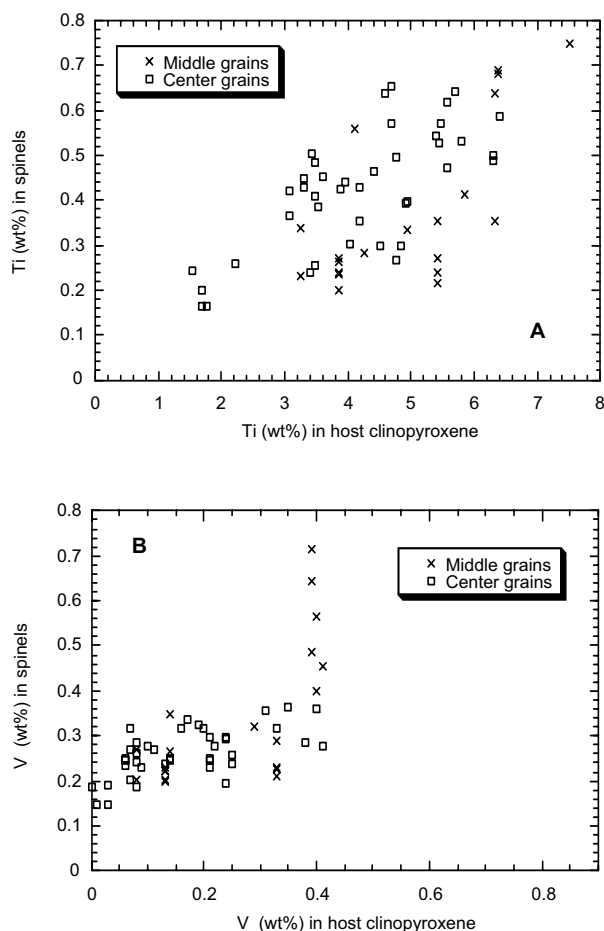 0.8
0.7
0.6
0.5
0.4
0.3
0.2
0.1
0
Ti (wt%) in spinels
Middle grains
Center grains
A
0 1 2 3 4 5 6 7 8
Ti (wt%) in host clinopyroxene
0.8
0.7
0.6
0.5
0.4
0.3
0.2
0.1
0
V (wt%) in spinels
B
Middle grains
Center grains
0 0.2 0.4 0.6 0.8
V (wt%) in host clinopyroxene